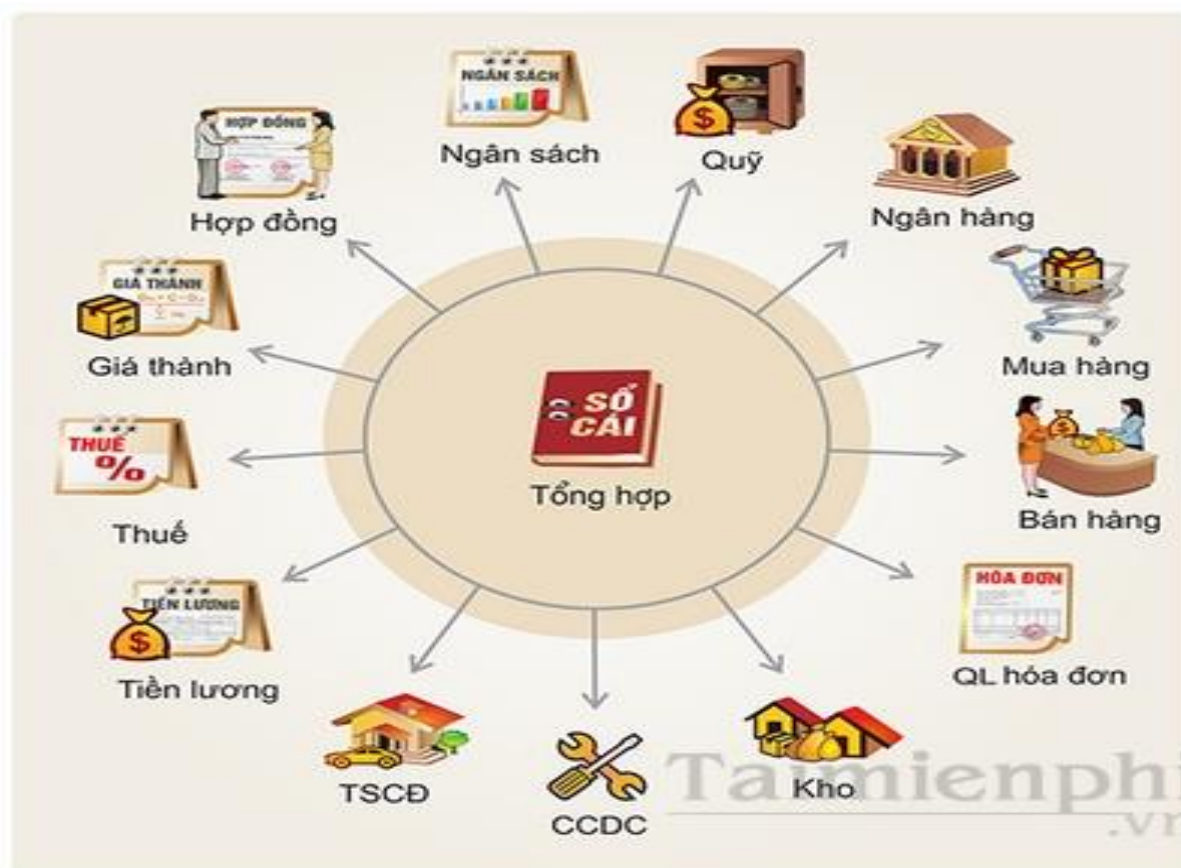 NGÂN SÁCH
Ngân sách
$
Quỹ
HỢP ĐỒNG
Hợp đồng
Ngân hàng
GIÁ THÀNH
Giá thành
Mua hàng
SỔ
CÁI
Tổng hợp
THUẾ
%
Thuế
$
Bán hàng
TIỀN LƯƠNG
$
Tiền lương
HÓA ĐƠN
QL hóa đơn
TSCĐ
CCDC
Kho
Taimienphi
.vn